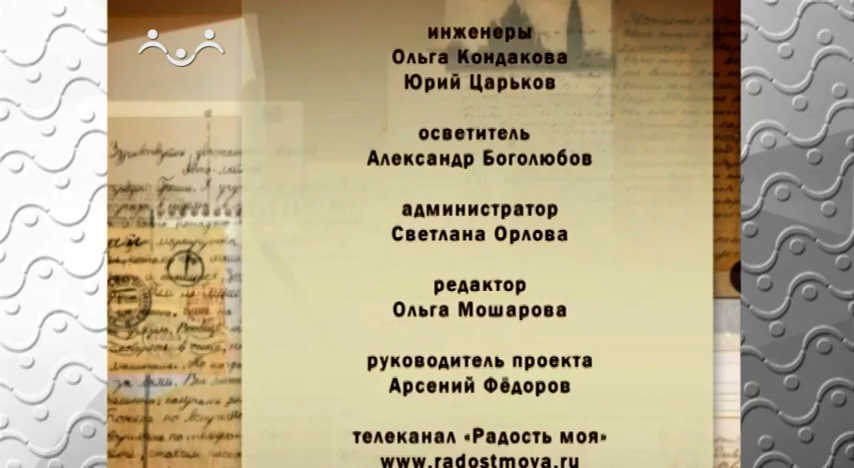 инженеры
Ольга Кондакова
Юрий Царьков
осветитель
Александр Боголюбов
администратор
Светлана Орлова
редактор
Ольга Мошарова
руководитель проекта
Арсений Фёдоров
телеканал «Радость моя»
www.radostmoya.ru